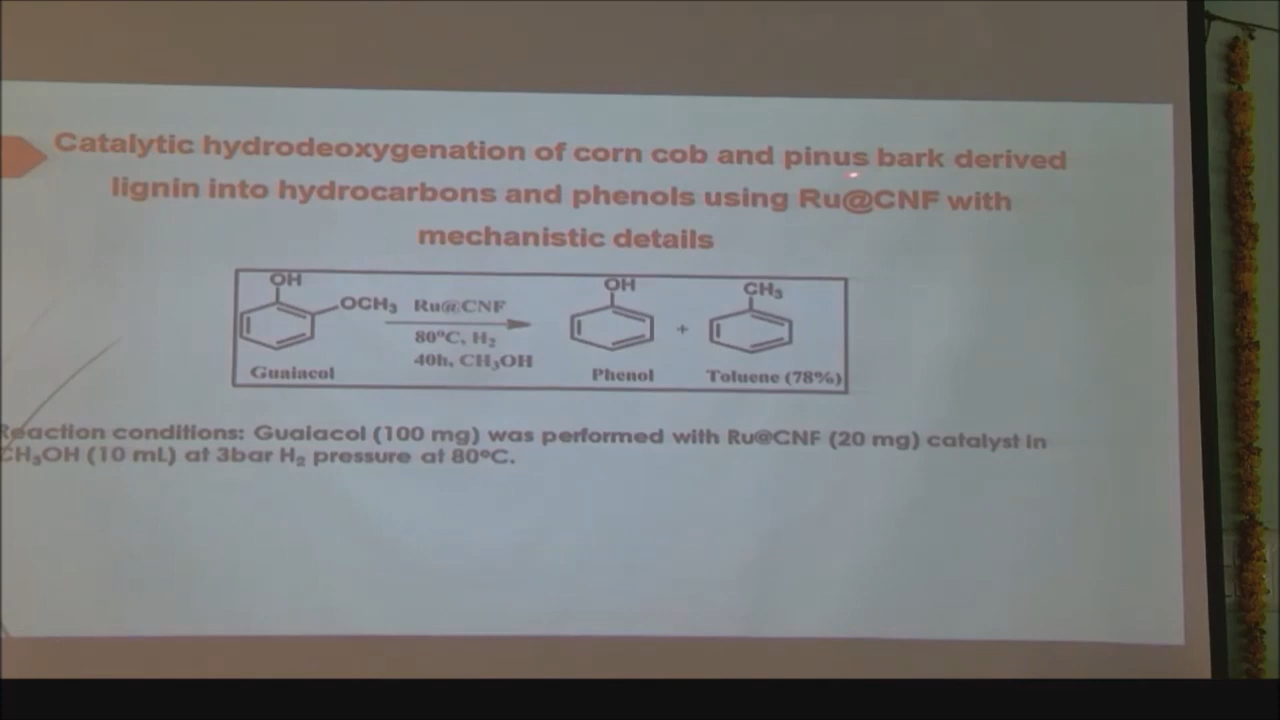 Catalytic hydrodeoxygenation of corn cob and pinus bark derived
lignin into hydrocarbons and phenols using Ru@CNF with
mechanistic details
OH
OCH₃
Guaiacol
Ru@CNF
80°C, H₂
40h, CH₃OH
OH
Phenol
+
CH₃
Toluene (78%)
Reaction conditions: Guaiacol (100 mg) was performed with Ru@CNF (20 mg) catalyst in
CH₃OH (10 mL) at 3bar H₂ pressure at 80°C.